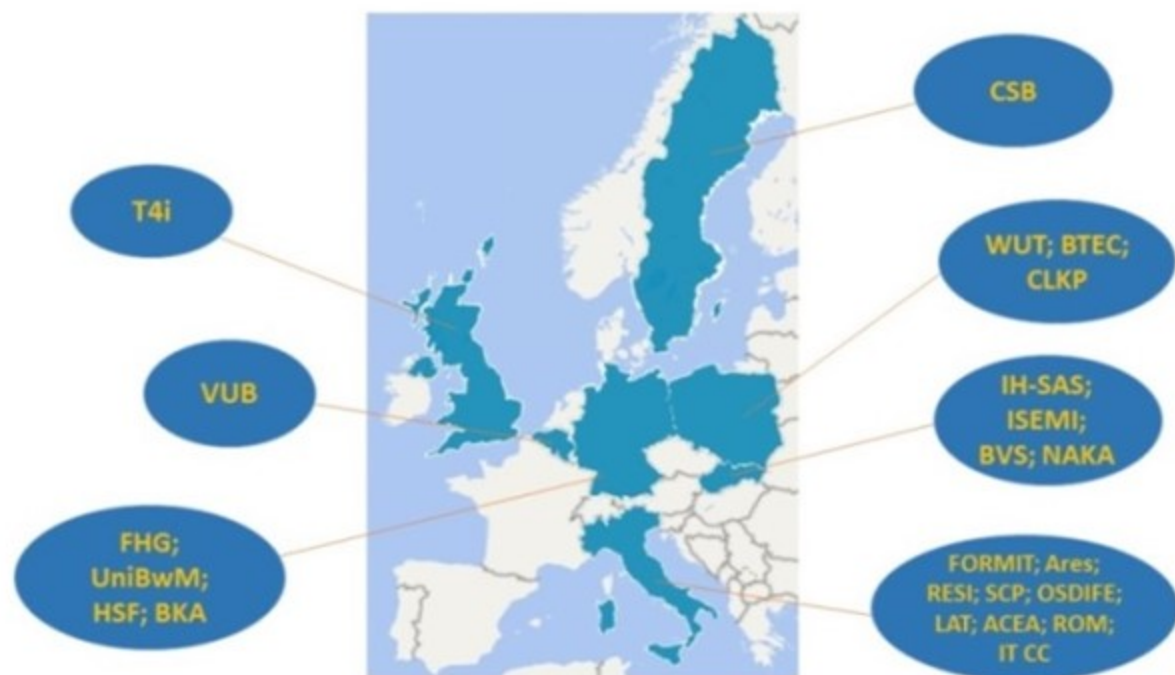 CSB
T4i
WUT; BTEC;
CLKP
VUB
IH-SAS;
ISEMI;
BVS; NAKA
FHG;
UniBwM;
HSF; BKA
FORMIT; Ares;
RESI; SCP; OSDIFE;
LAT; ACEA; ROM;
IT CC